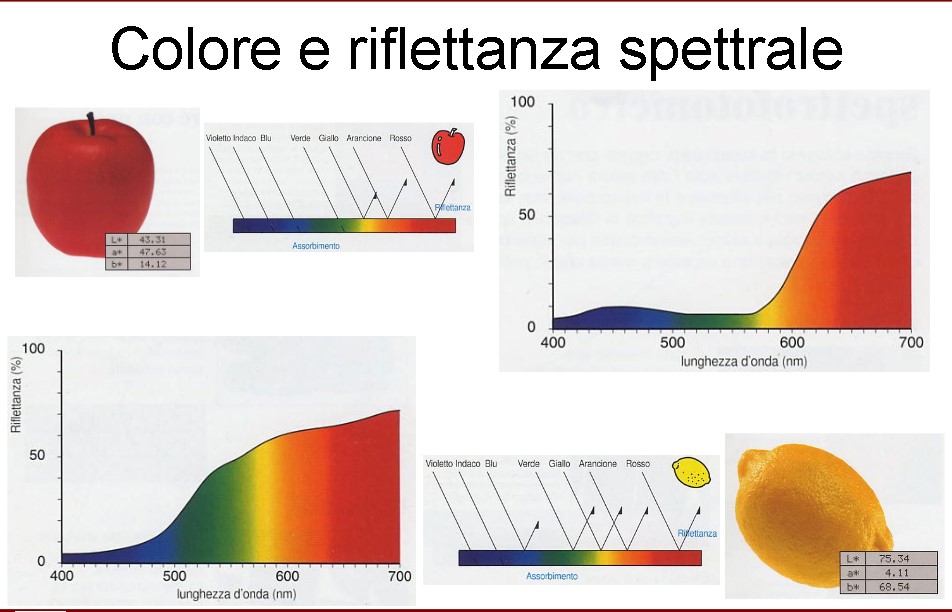 Colore e riflettanza spettrale
L* 43.31
a* 47.63
b* 14.12
Violetto Indaco Blu Verde Giallo Arancione Rosso
Riflettanza
Assorbimento
Riflettanza (%)
100
50
0
400 500 600 700
lunghezza d'onda (nm)
Riflettanza (%)
100
50
0
400 500 600 700
lunghezza d'onda (nm)
Violetto Indaco Blu Verde Giallo Arancione Rosso
Riflettanza
Assorbimento
L* 75.34
a* 4.11
b* 68.54